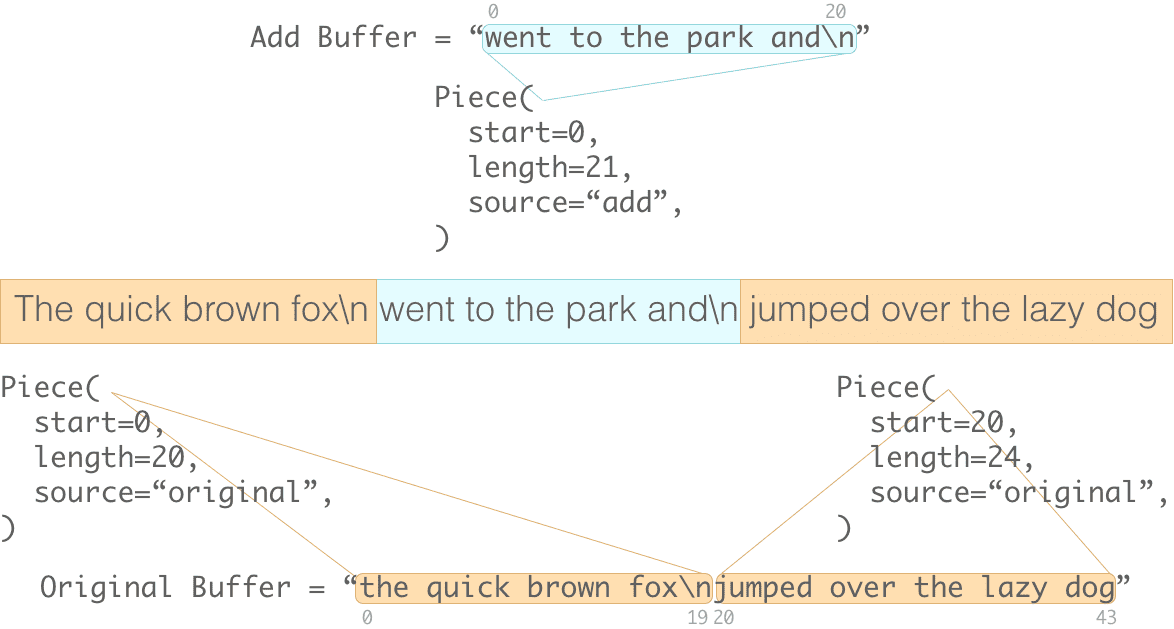 0 20
Add Buffer = “went to the park and\n”
Piece(
start=0,
length=21,
source=“add”,
)
The quick brown fox\n went to the park and\n jumped over the lazy dog
Piece(
start=0,
length=20,
source=“original”,
)
Piece(
start=20,
length=24,
source=“original”,
)
Original Buffer = “the quick brown fox\njumped over the lazy dog”
0 19 20 43